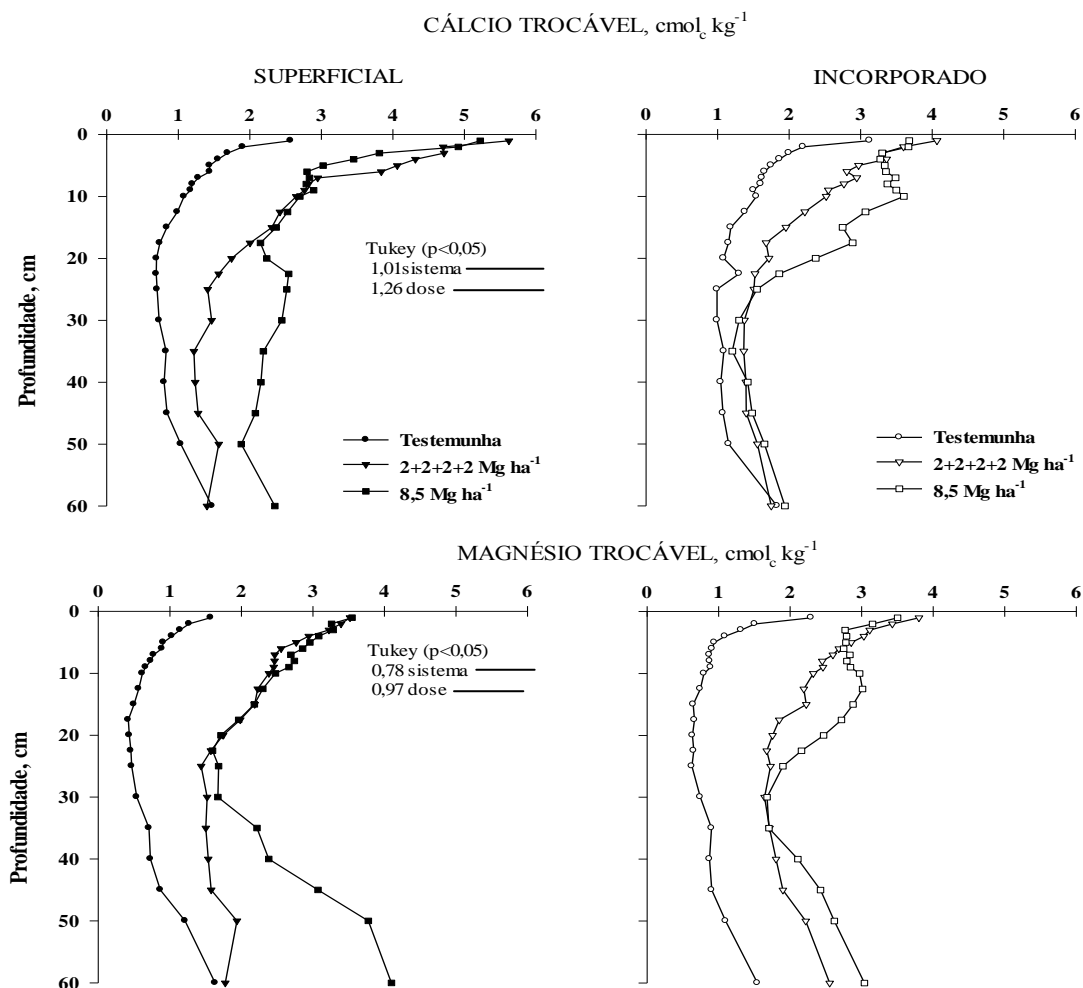 CÁLCIO TROCÁVEL, cmolc kg-1
SUPERFICIAL
INCORPORADO
0 1 2 3 4 5 6
0 1 2 3 4 5 6
0
10
20
30
40
50
60
Profundidade, cm
Tukey (p<0,05)
1,01sistema
1,26 dose
Testemunha
2+2+2+2 Mg ha-1
8,5 Mg ha-1
Testemunha
2+2+2+2 Mg ha-1
8,5 Mg ha-1
MAGNÉSIO TROCÁVEL, cmolc kg-1
0 1 2 3 4 5 6
0 1 2 3 4 5 6
0
10
20
30
40
50
60
Profundidade, cm
Tukey (p<0,05)
0,78 sistema
0,97 dose